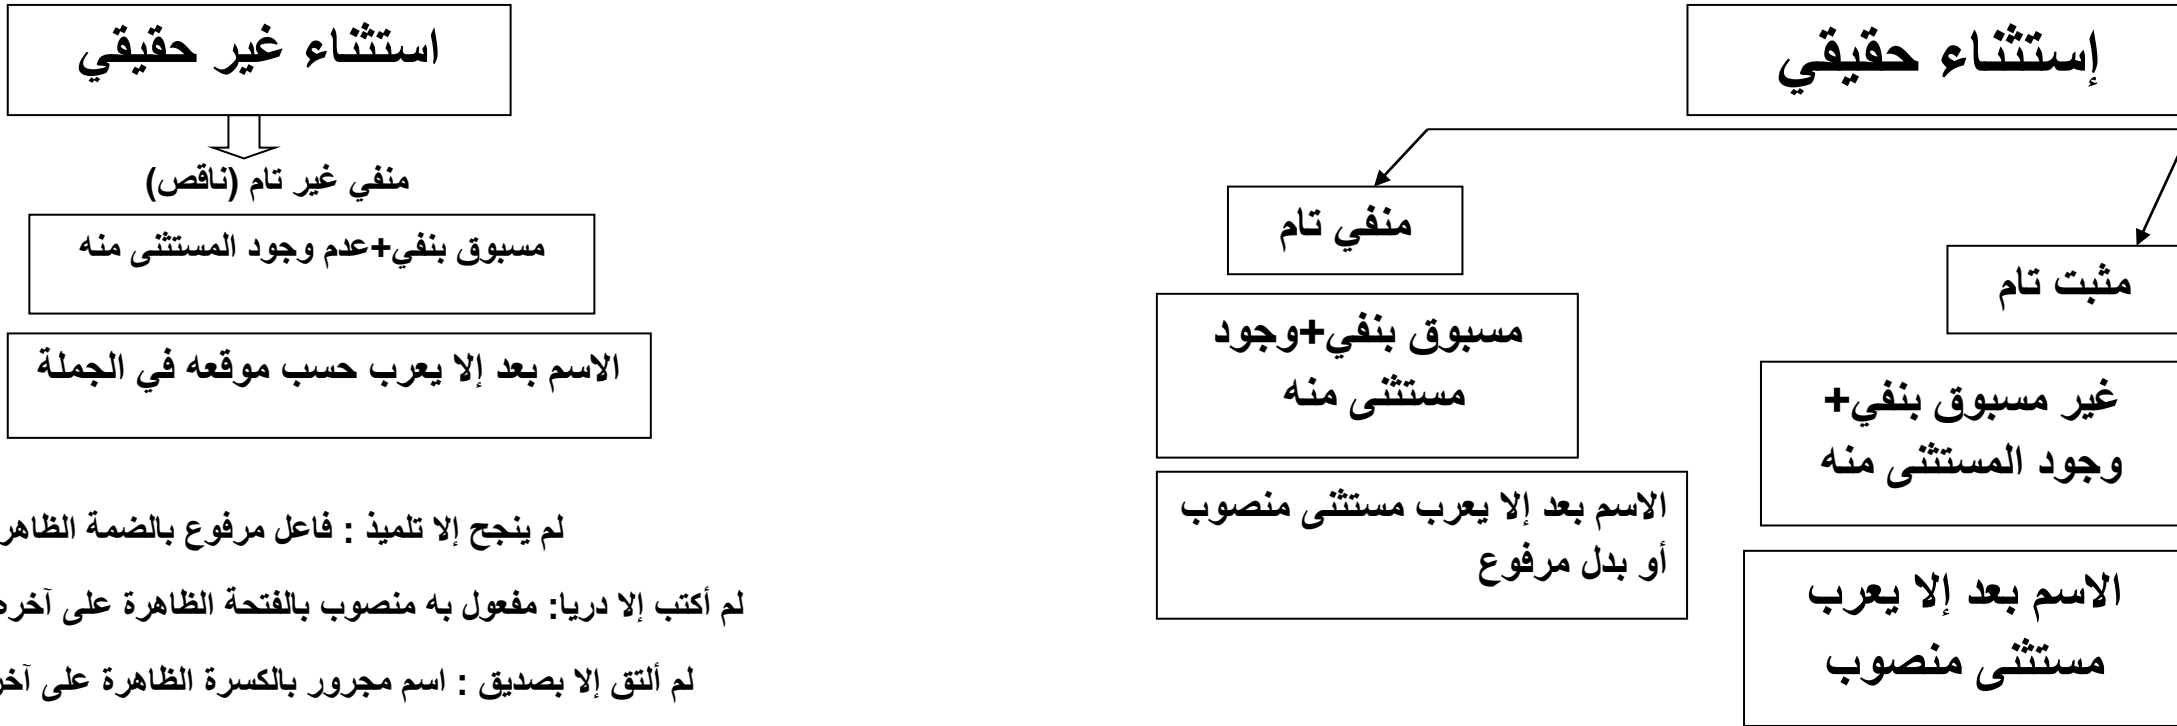 إستثناء حقيقي
مثبت تام
غير مسبوق بنفي+
وجود المستثنى منه
الاسم بعد إلا يعرب
مستثنى منصوب
منفي تام
مسبوق بنفي+وجود
مستثنى منه
الاسم بعد إلا يعرب مستثنى منصوب
أو بدل مرفوع
استثناء غير حقيقي
منفي غير تام (ناقص)
مسبوق بنفي+عدم وجود المستثنى منه
الاسم بعد إلا يعرب حسب موقعه في الجملة
لم ينجح إلا تلميذ : فاعل مرفوع بالضمة
لم أكتب إلا دريا: مفعول به منصوب بالفتحة الظاهرة على
لم ألتق إلا بصديق : اسم مجرور بالكسرة الظاهرة على